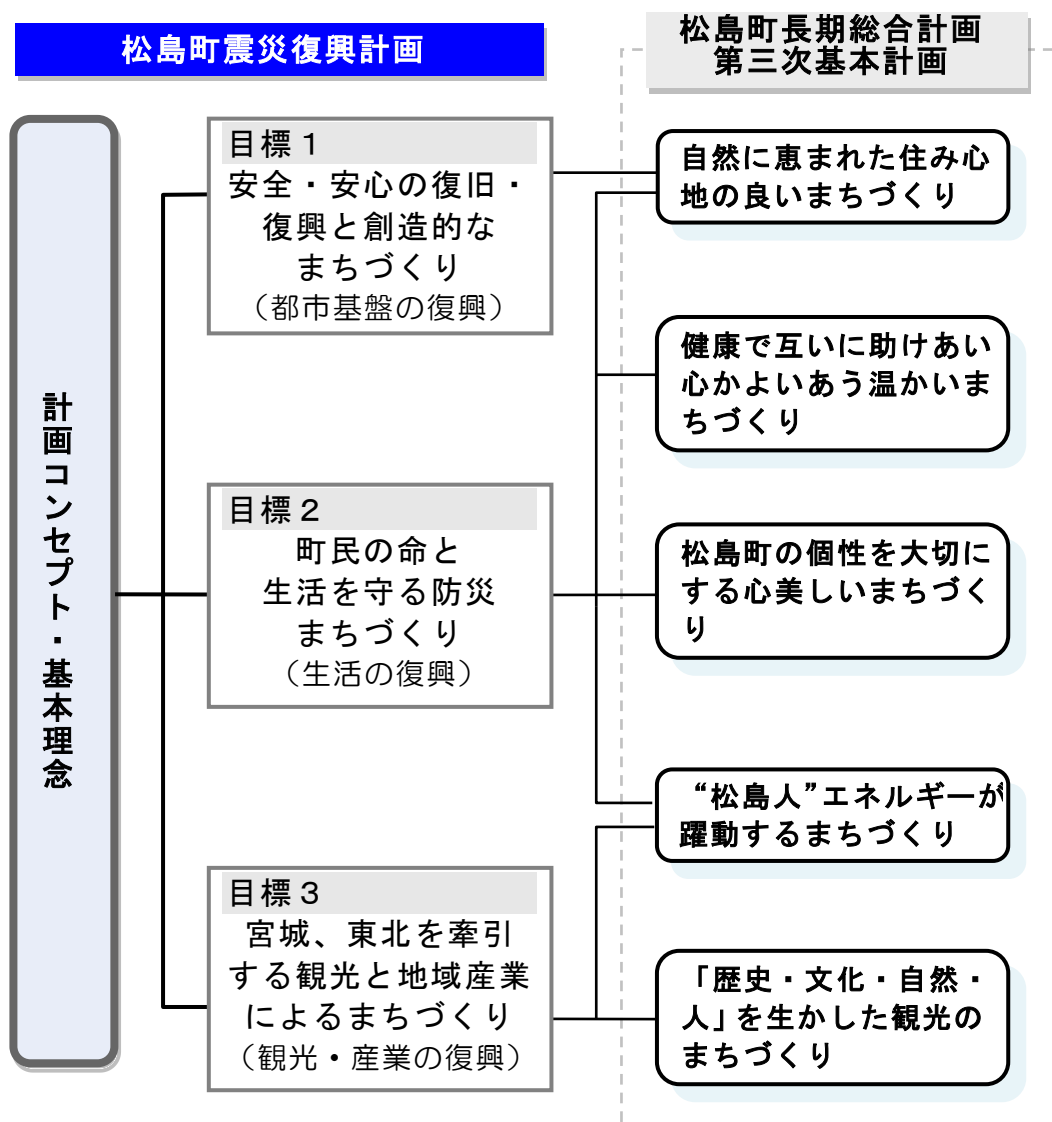 松島町震災復興計画
松島町長期総合計画
第三次基本計画
計画コンセプト・基本理念
目標１
安全・安心の復旧・
復興と創造的な
まちづくり
（都市基盤の復興）
目標２
町民の命と
生活を守る防災
まちづくり
（生活の復興）
目標３
宮城、東北を牽引
する観光と地域産業
によるまちづくり
（観光・産業の復興）
自然に恵まれた住み心
地の良いまちづくり
健康で互いに助けあい
心かよいあう温かいま
ちづくり
松島町の個性を大切に
する心美しいまちづく
り
“松島人”エネルギーが
躍動するまちづくり
「歴史・文化・自然・
人」を生かした観光の
まちづくり